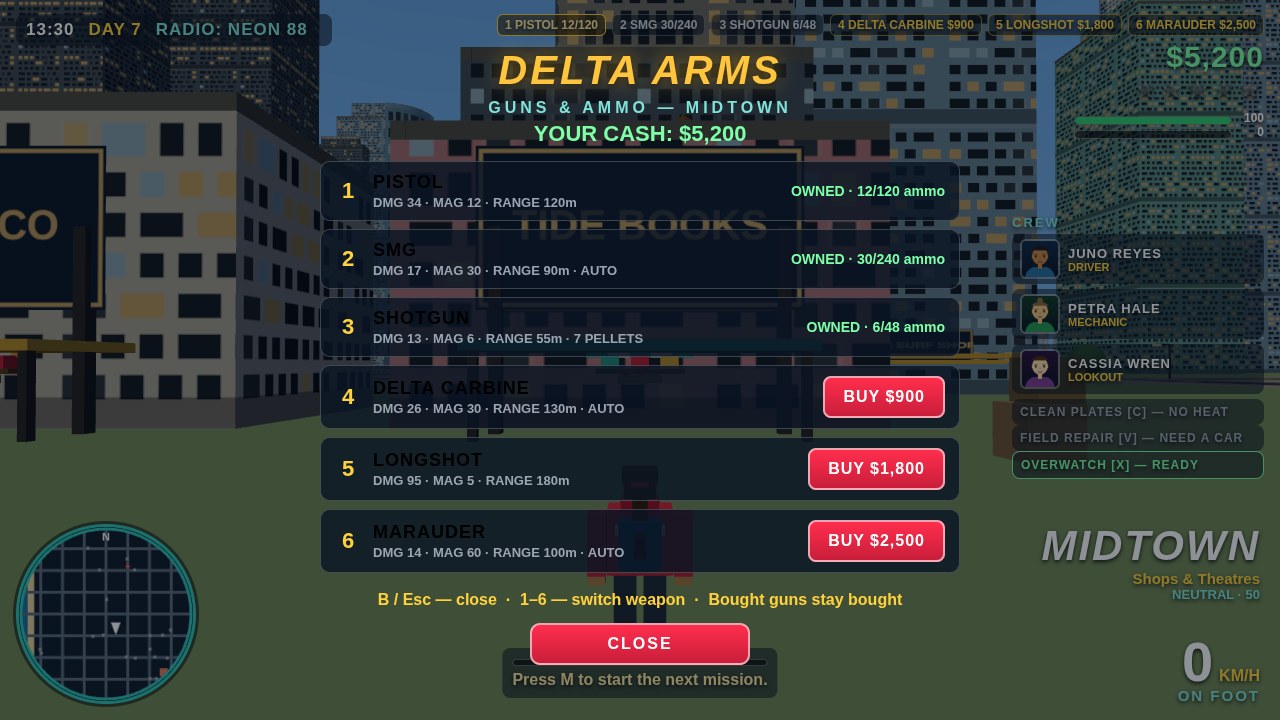 13:30 DAY 7 RADIO: NEON 88
1 PISTOL 12/120 2 SMG 30/240 3 SHOTGUN 6/48 4 DELTA CARBINE $900 5 LONGSHOT $1,800 6 MARAUDER $2,500
$5,200
100
0
DELTA ARMS
GUNS & AMMO — MIDTOWN
YOUR CASH: $5,200
CO
TIDE BOOKS
1 PISTOL OWNED · 12/120 ammo
DMG 34 · MAG 12 · RANGE 120m
2 SMG OWNED · 30/240 ammo
DMG 17 · MAG 30 · RANGE 90m · AUTO
3 SHOTGUN OWNED · 6/48 ammo
DMG 13 · MAG 6 · RANGE 55m · 7 PELLETS
4 DELTA CARBINE BUY $900
DMG 26 · MAG 30 · RANGE 130m · AUTO
5 LONGSHOT BUY $1,800
DMG 95 · MAG 5 · RANGE 180m
6 MARAUDER BUY $2,500
DMG 14 · MAG 60 · RANGE 100m · AUTO
B / Esc — close · 1–6 — switch weapon · Bought guns stay bought
CLOSE
Press M to start the next mission.
CREW
JUNO REYES
DRIVER
PETRA HALE
MECHANIC
CASSIA WREN
LOOKOUT
CLEAN PLATES [C] — NO HEAT
FIELD REPAIR [V] — NEED A CAR
OVERWATCH [X] — READY
N
MIDTOWN
Shops & Theatres
NEUTRAL · 50
0 KM/H
ON FOOT